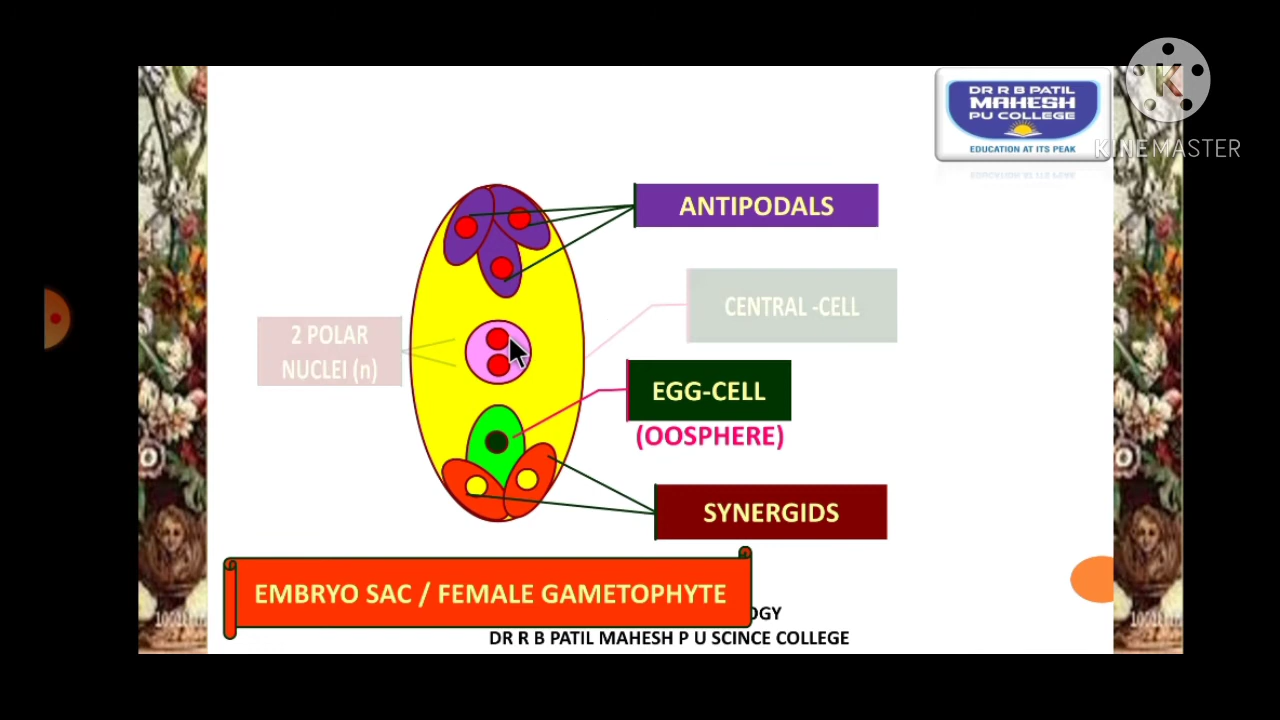 DR R B PATIL
MAHESH
PU COLLEGE
EDUCATION AT ITS PEAK
K
KINEMASTER
ANTIPODALS
CENTRAL -CELL
2 POLAR
NUCLEI (n)
EGG-CELL
(OOSPHERE)
SYNERGIDS
EMBRYO SAC / FEMALE GAMETOPHYTE
OGY
DR R B PATIL MAHESH P U SCINCE COLLEGE